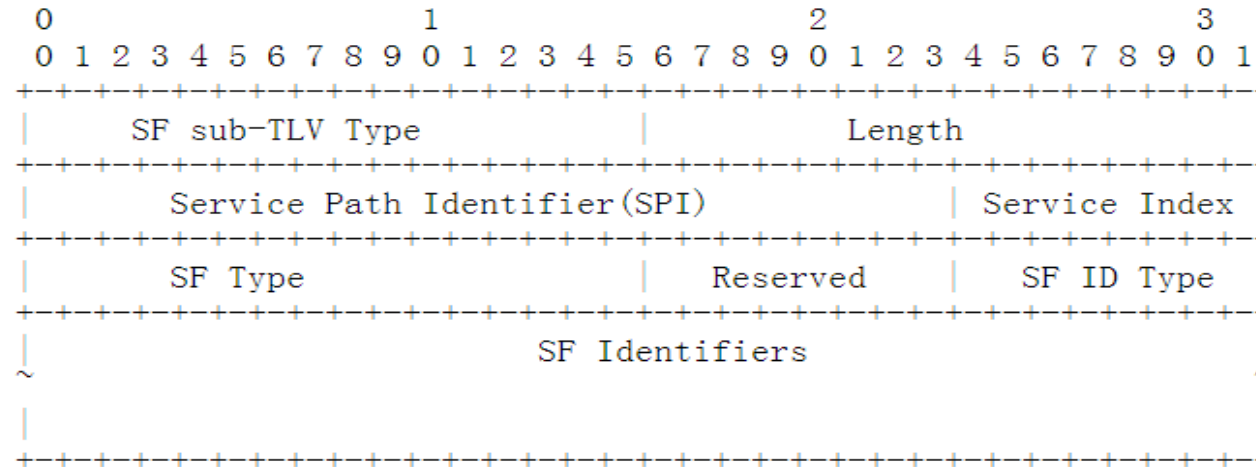 0 1 2 3
0 1 2 3 4 5 6 7 8 9 0 1 2 3 4 5 6 7 8 9 0 1 2 3 4 5 6 7 8 9 0 1
+-+-+-+-+-+-+-+-+-+-+-+-+-+-+-+-+-+-+-+-+-+-+-+-+-+-+-+-+-+-+-+-
| SF sub-TLV Type | Length
+-+-+-+-+-+-+-+-+-+-+-+-+-+-+-+-+-+-+-+-+-+-+-+-+-+-+-+-+-+-+-+-
| Service Path Identifier(SPI) | Service Index
+-+-+-+-+-+-+-+-+-+-+-+-+-+-+-+-+-+-+-+-+-+-+-+-+-+-+-+-+-+-+-+-
| SF Type | Reserved | SF ID Type
+-+-+-+-+-+-+-+-+-+-+-+-+-+-+-+-+-+-+-+-+-+-+-+-+-+-+-+-+-+-+-+-
| SF Identifiers
~
|
+-+-+-+-+-+-+-+-+-+-+-+-+-+-+-+-+-+-+-+-+-+-+-+-+-+-+-+-+-+-+-+-